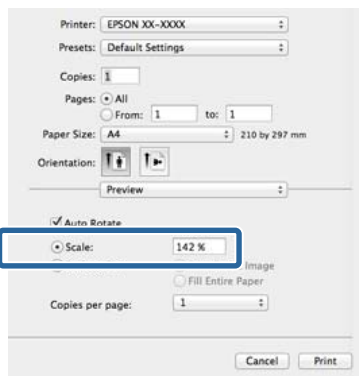 Printer: EPSON XX-XXXX
Presets: Default Settings
Copies: 1
Pages: All
From: 1 to: 1
Paper Size: A4 210 by 297 mm
Orientation:
Preview
Auto Rotate
Scale: 142 %
Image
Fill Entire Paper
Copies per page: 1
Cancel Print